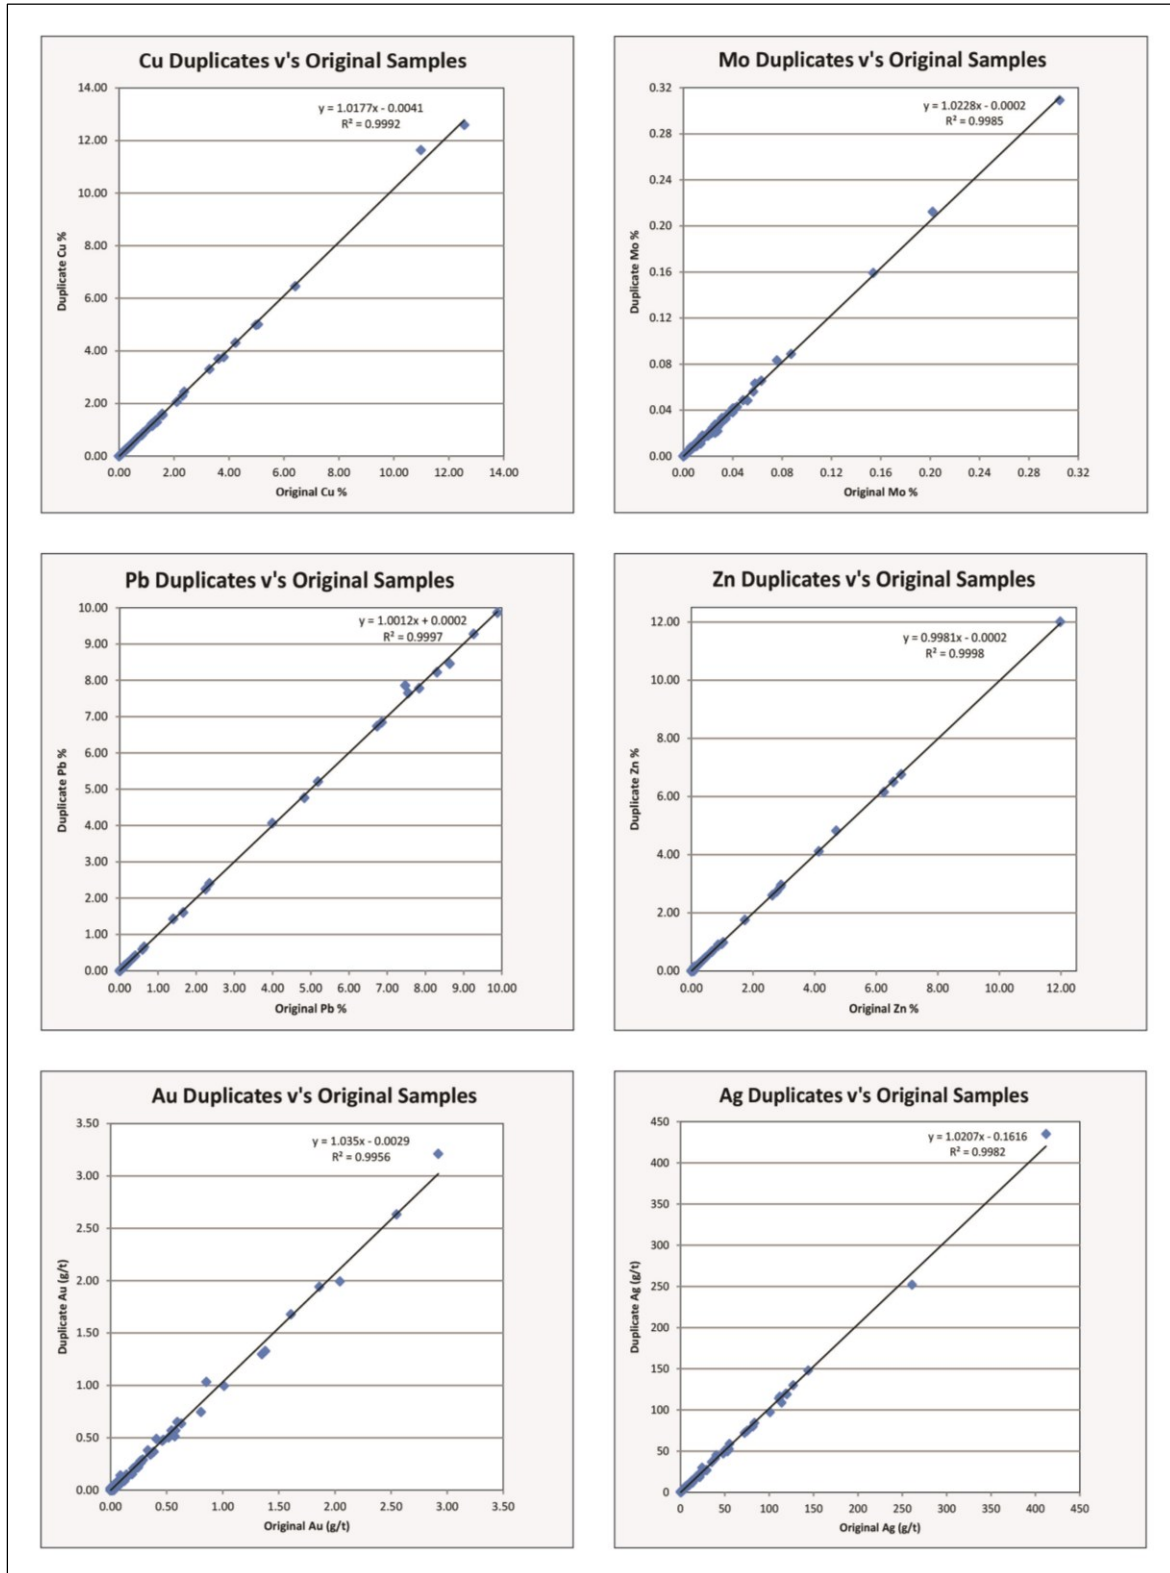 Cu Duplicates v's Original Samples
y = 1.0177x - 0.0041
R² = 0.9992
14.00
12.00
10.00
8.00
6.00
4.00
2.00
0.00
Duplicate Cu %
0.00 2.00 4.00 6.00 8.00 10.00 12.00 14.00
Original Cu %
Mo Duplicates v's Original Samples
y = 1.0228x - 0.0002
R² = 0.9985
0.32
0.28
0.24
0.20
0.16
0.12
0.08
0.04
0.00
Duplicate Mo %
0.00 0.04 0.08 0.12 0.16 0.20 0.24 0.28 0.32
Original Mo %
Pb Duplicates v's Original Samples
y = 1.0012x + 0.0002
R² = 0.9997
10.00
9.00
8.00
7.00
6.00
5.00
4.00
3.00
2.00
1.00
0.00
Duplicate Pb %
0.00 1.00 2.00 3.00 4.00 5.00 6.00 7.00 8.00 9.00 10.00
Original Pb %
Zn Duplicates v's Original Samples
y = 0.9981x - 0.0002
R² = 0.9998
12.00
10.00
8.00
6.00
4.00
2.00
0.00
Duplicate Zn %
0.00 2.00 4.00 6.00 8.00 10.00 12.00
Original Zn %
Au Duplicates v's Original Samples
y = 1.035x - 0.0029
R² = 0.9956
3.50
3.00
2.50
2.00
1.50
1.00
0.50
0.00
Duplicate Au (g/t)
0.00 0.50 1.00 1.50 2.00 2.50 3.00 3.50
Original Au (g/t)
Ag Duplicates v's Original Samples
y = 1.0207x - 0.1616
R² = 0.9982
450
400
350
300
250
200
150
100
50
0
Duplicate Ag (g/t)
0 50 100 150 200 250 300 350 400 450
Original Ag (g/t)